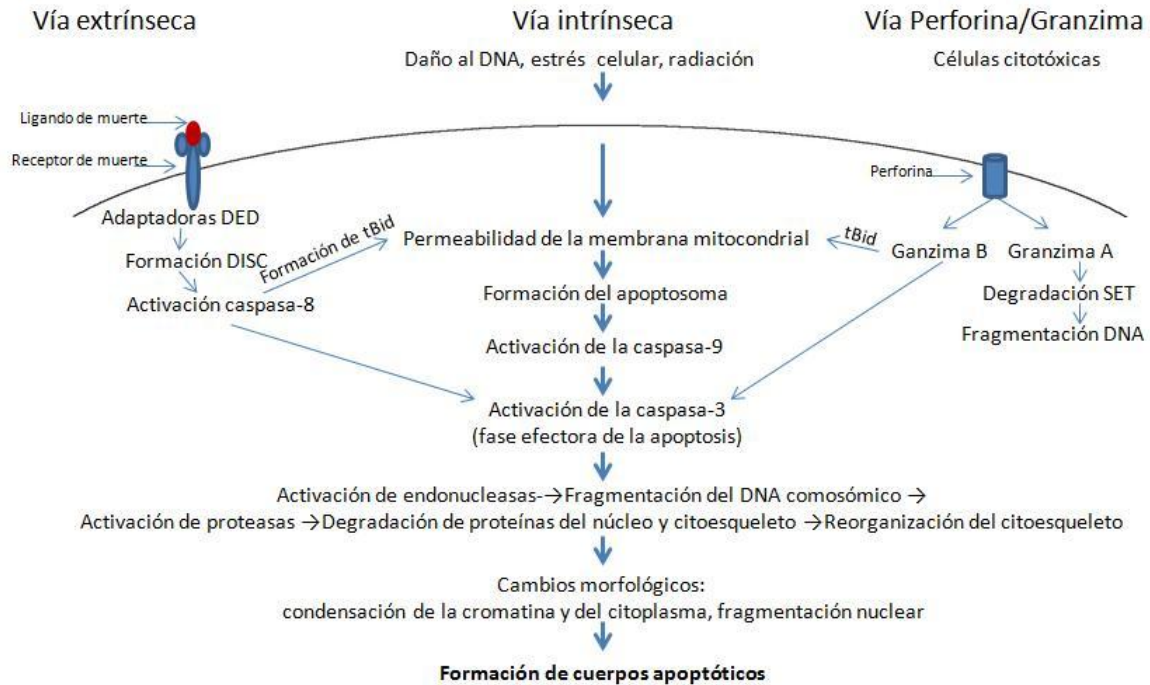 Vía extrínseca
Vía intrínseca
Vía Perforina/Granzima
Daño al DNA, estrés celular, radiación
Células citotóxicas
Ligando de muerte
Receptor de muerte
Perforina
Adaptadoras DED
Formación DISC
Activación caspasa-8
Formación de tBid
Permeabilidad de la membrana mitocondrial
tBid
Ganzima B
Granzima A
Degradación SET
Fragmentación DNA
Formación del apoptosoma
Activación de la caspasa-9
Activación de la caspasa-3
(fase efectora de la apoptosis)
Activación de endonucleasas-→Fragmentación del DNA comosómico →
Activación de proteasas →Degradación de proteínas del núcleo y citoesqueleto →Reorganización del citoesqueleto
Cambios morfológicos:
condensación de la cromatina y del citoplasma, fragmentación nuclear
Formación de cuerpos apoptóticos